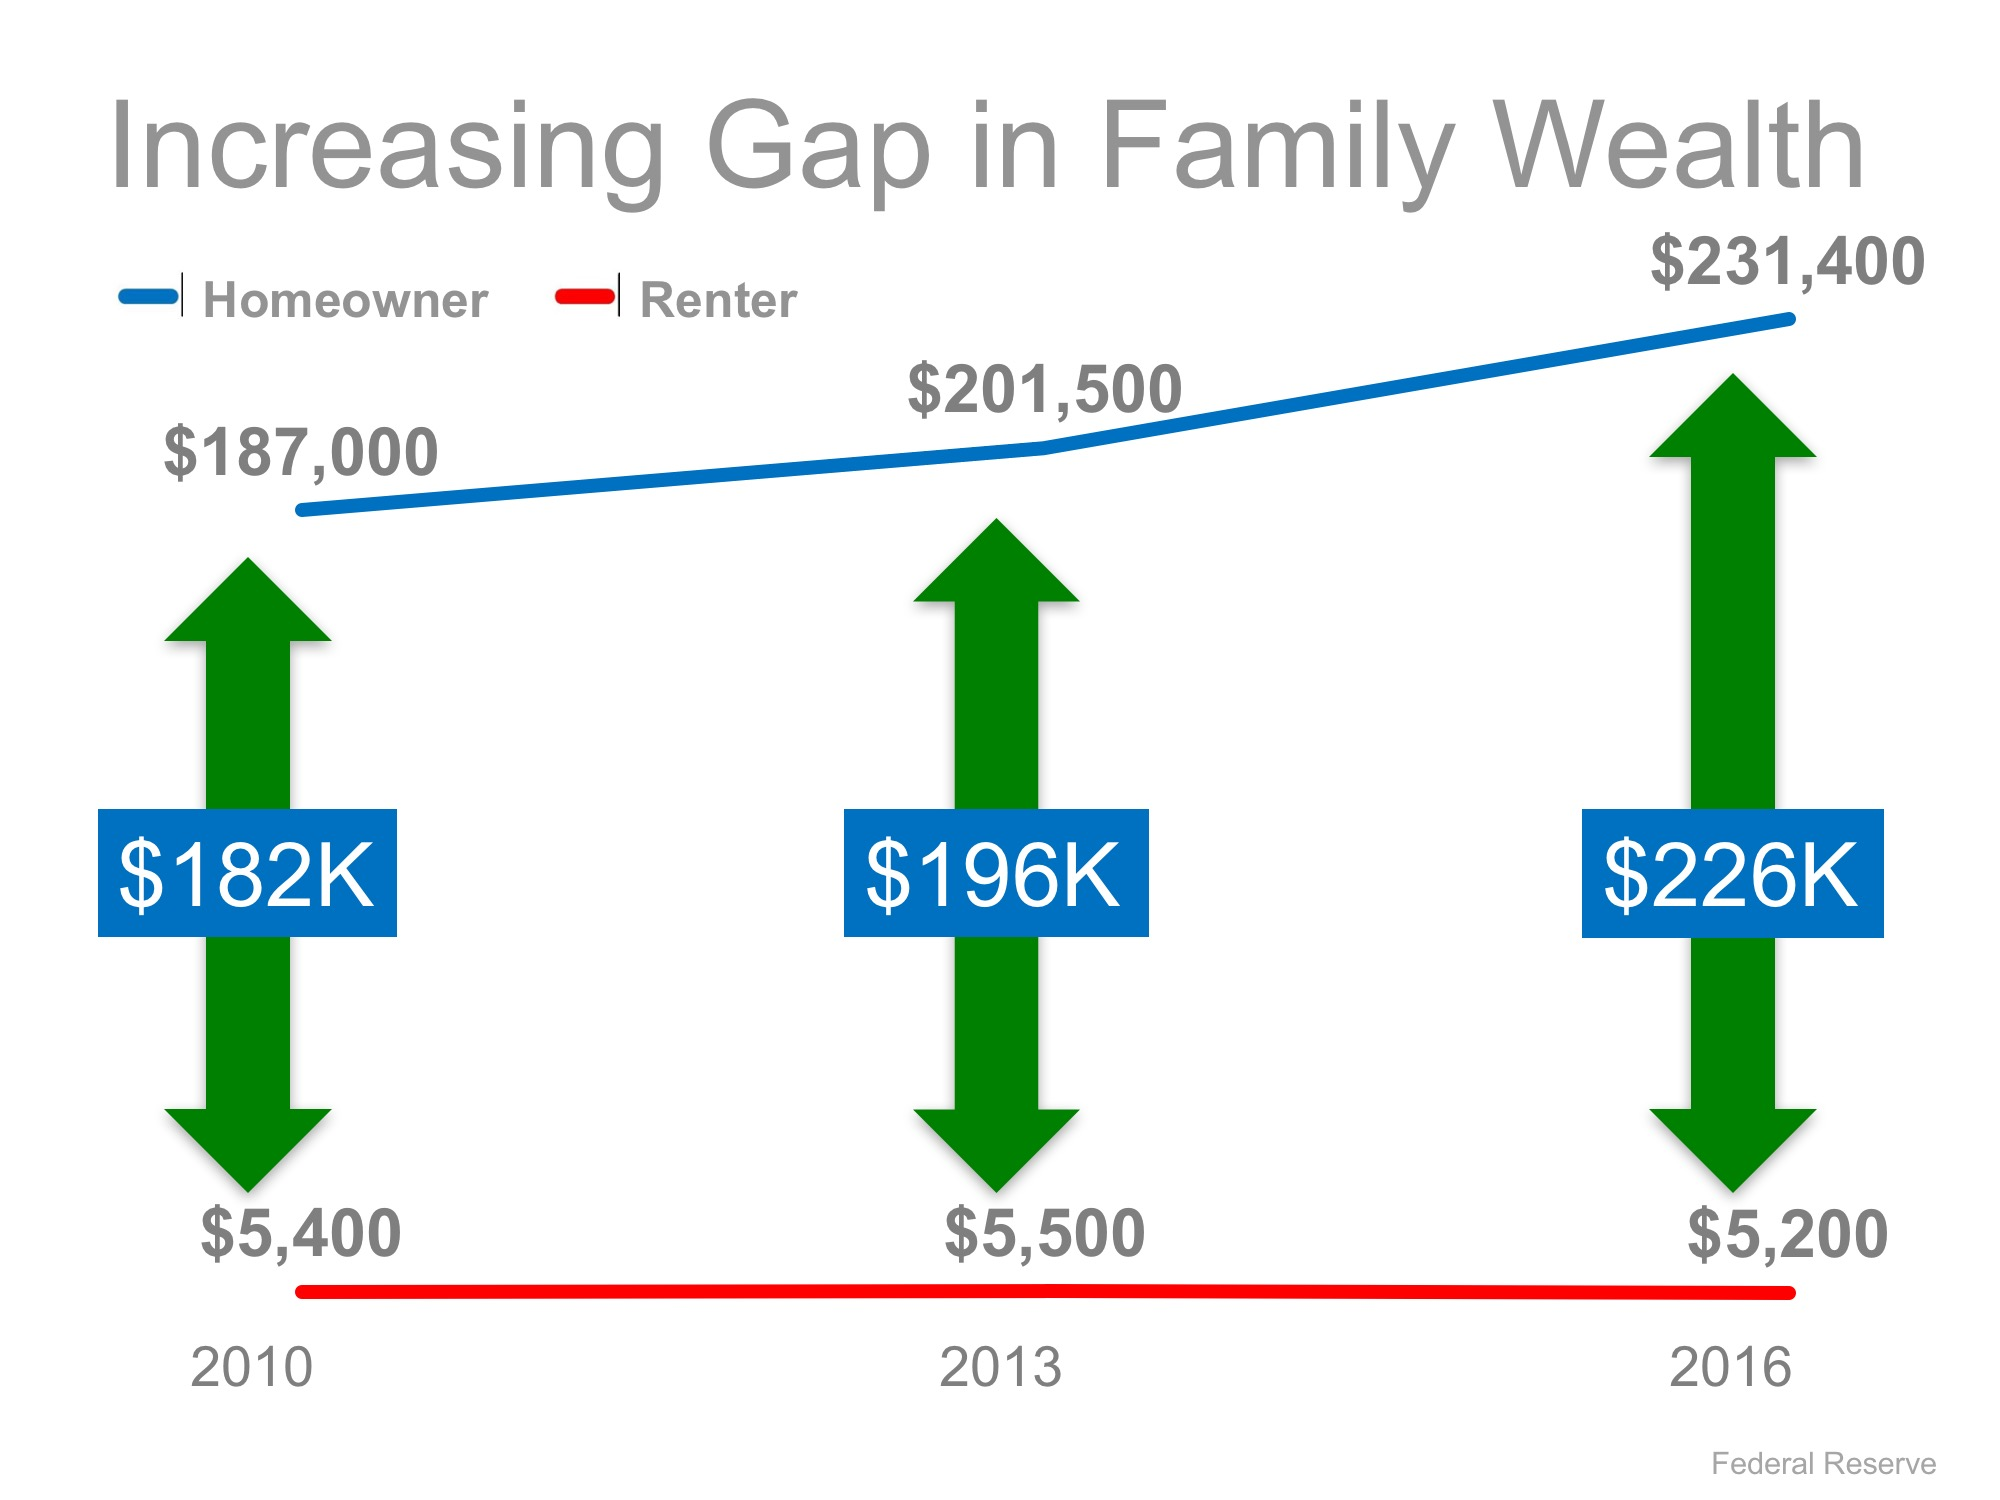 Increasing Gap in Family Wealth
Homeowner Renter
$231,400
$201,500
$187,000
$182K $196K $226K
$5,400 $5,500 $5,200
2010 2013 2016
Federal Reserve